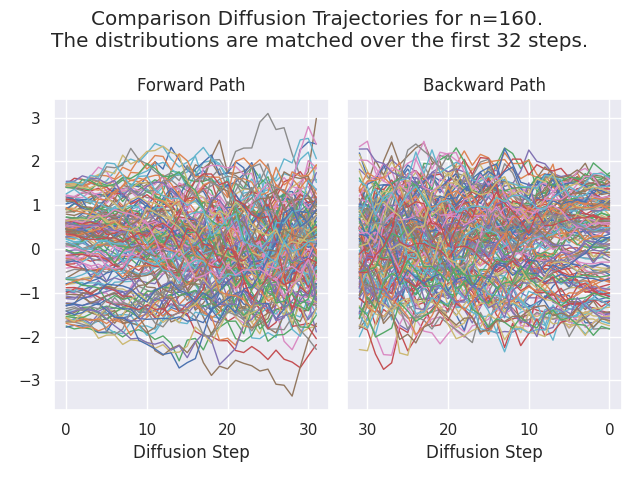 Comparison Diffusion Trajectories for n=160.
The distributions are matched over the first 32 steps.
Forward Path
Backward Path
3
2
1
0
−1
−2
−3
0 10 20 30
30 20 10 0
Diffusion Step
Diffusion Step